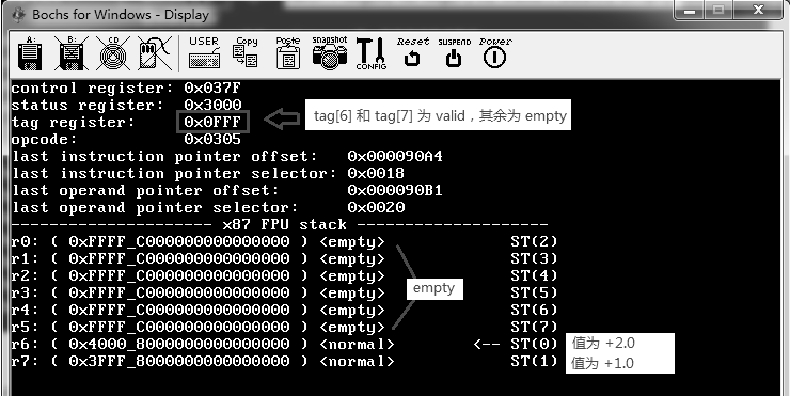 Bochs for Windows - Display
A: B: CD USER Copy Paste snapshot CONFIG Reset SUSPEND Power
control register: 0x037F
status register: 0x3000
tag register: 0x0FFF
tag[6] 和 tag[7] 为 valid，其余为 empty
opcode: 0x0305
last instruction pointer offset: 0x000090A4
last instruction pointer selector: 0x0018
last operand pointer offset: 0x000090B1
last operand pointer selector: 0x0020
--------------------- x87 FPU stack --------------------
r0: ( 0xFFFF_C000000000000000 ) <empty> ST(2)
r1: ( 0xFFFF_C000000000000000 ) <empty> ST(3)
r2: ( 0xFFFF_C000000000000000 ) <empty> ST(4)
r3: ( 0xFFFF_C000000000000000 ) <empty> ST(5)
empty
r4: ( 0xFFFF_C000000000000000 ) <empty> ST(6)
r5: ( 0xFFFF_C000000000000000 ) <empty> ST(7)
r6: ( 0x4000_8000000000000000 ) <normal> <-- ST(0) 值为 +2.0
r7: ( 0x3FFF_8000000000000000 ) <normal> ST(1) 值为 +1.0